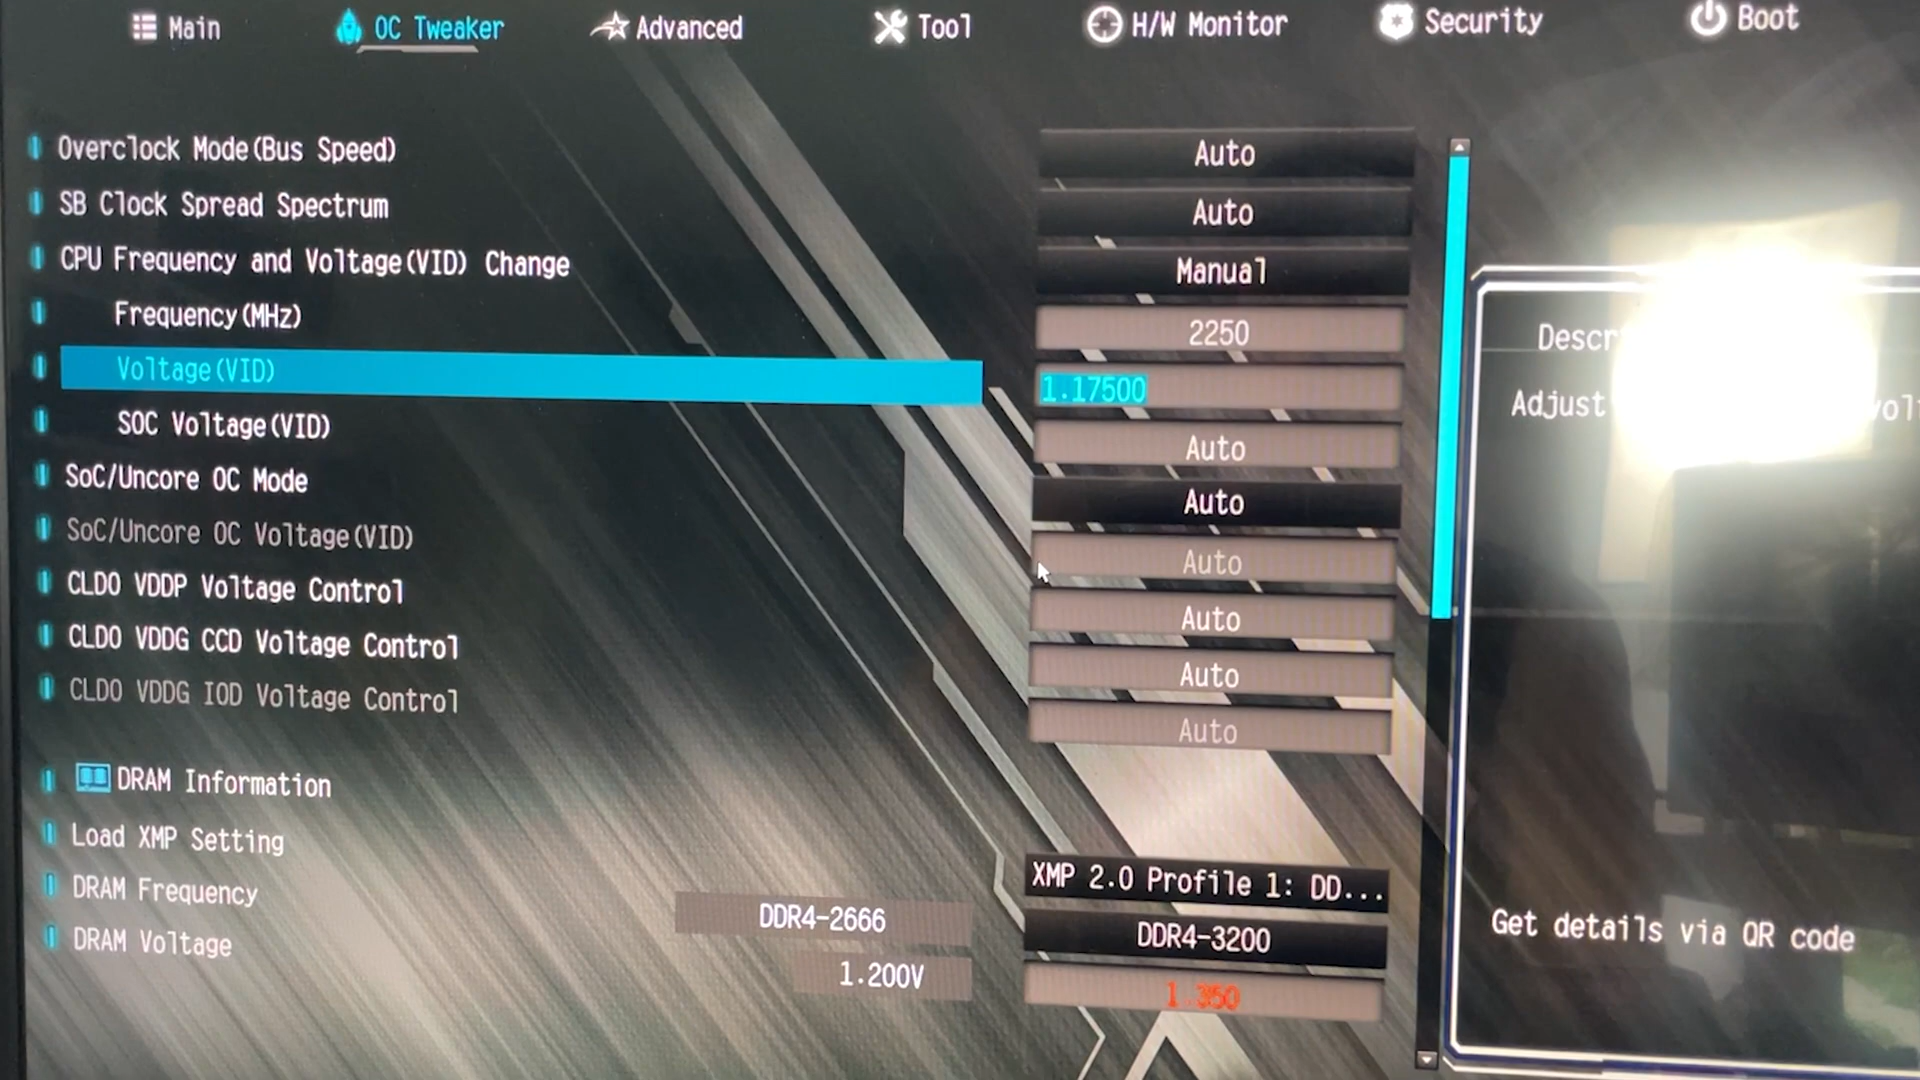 Main OC Tweaker Advanced Tool H/W Monitor Security Boot
Overclock Mode(Bus Speed) Auto
SB Clock Spread Spectrum Auto
CPU Frequency and Voltage(VID) Change Manual
Frequency(MHz) 2250
Voltage(VID) 1.17500
SOC Voltage(VID) Auto
SoC/Uncore OC Mode Auto
SoC/Uncore OC Voltage(VID) Auto
CLDO VDDP Voltage Control Auto
CLDO VDDG CCD Voltage Control Auto
CLDO VDDG IOD Voltage Control Auto
DRAM Information
Load XMP Setting XMP 2.0 Profile 1: DD...
DRAM Frequency DDR4-2666 DDR4-3200
DRAM Voltage 1.200V 1.350
Adjust
Get details via QR code